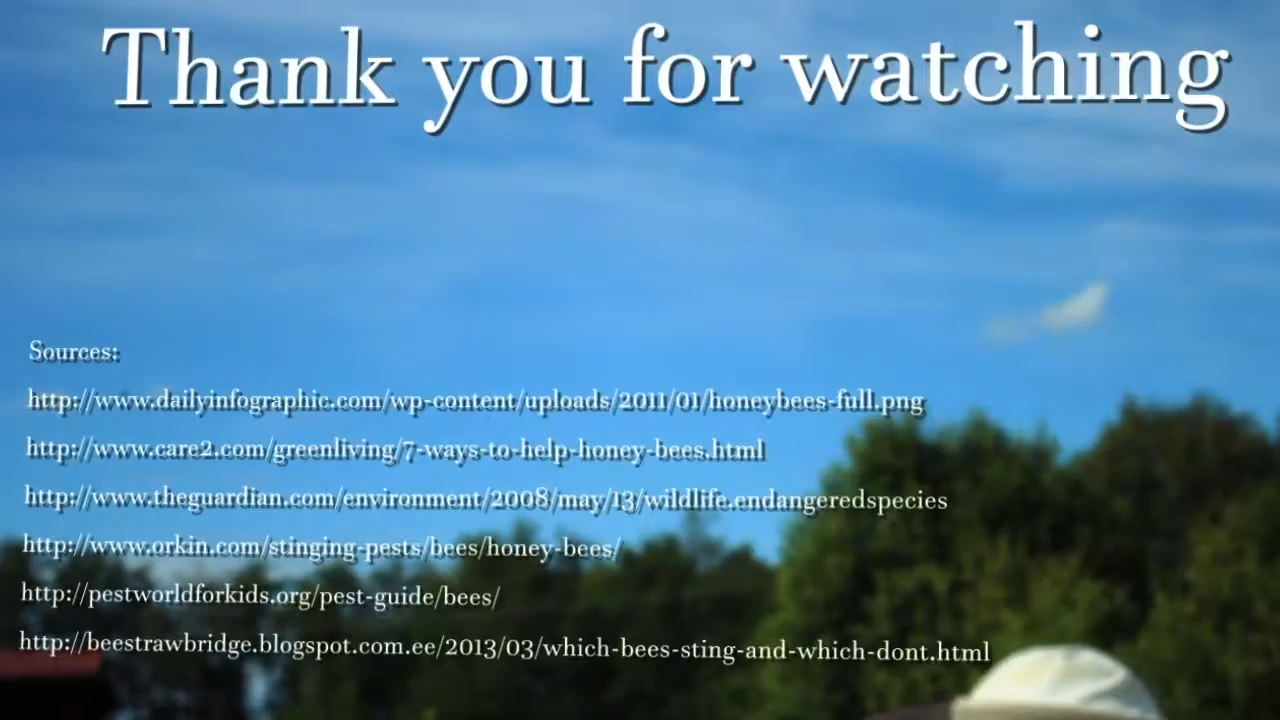 Thank you for watching
Sources:
http://www.dailyinfographic.com/wp-content/uploads/2011/01/honeybees-full.png
http://www.care2.com/greenliving/7-ways-to-help-honey-bees.html
http://www.theguardian.com/environment/2008/may/13/wildlife.endangeredspecies
http://www.orkin.com/stinging-pests/bees/honey-bees/
http://pestworldforkids.org/pest-guide/bees/
http://beestrawbridge.blogspot.com.ee/2013/03/which-bees-sting-and-which-dont.html